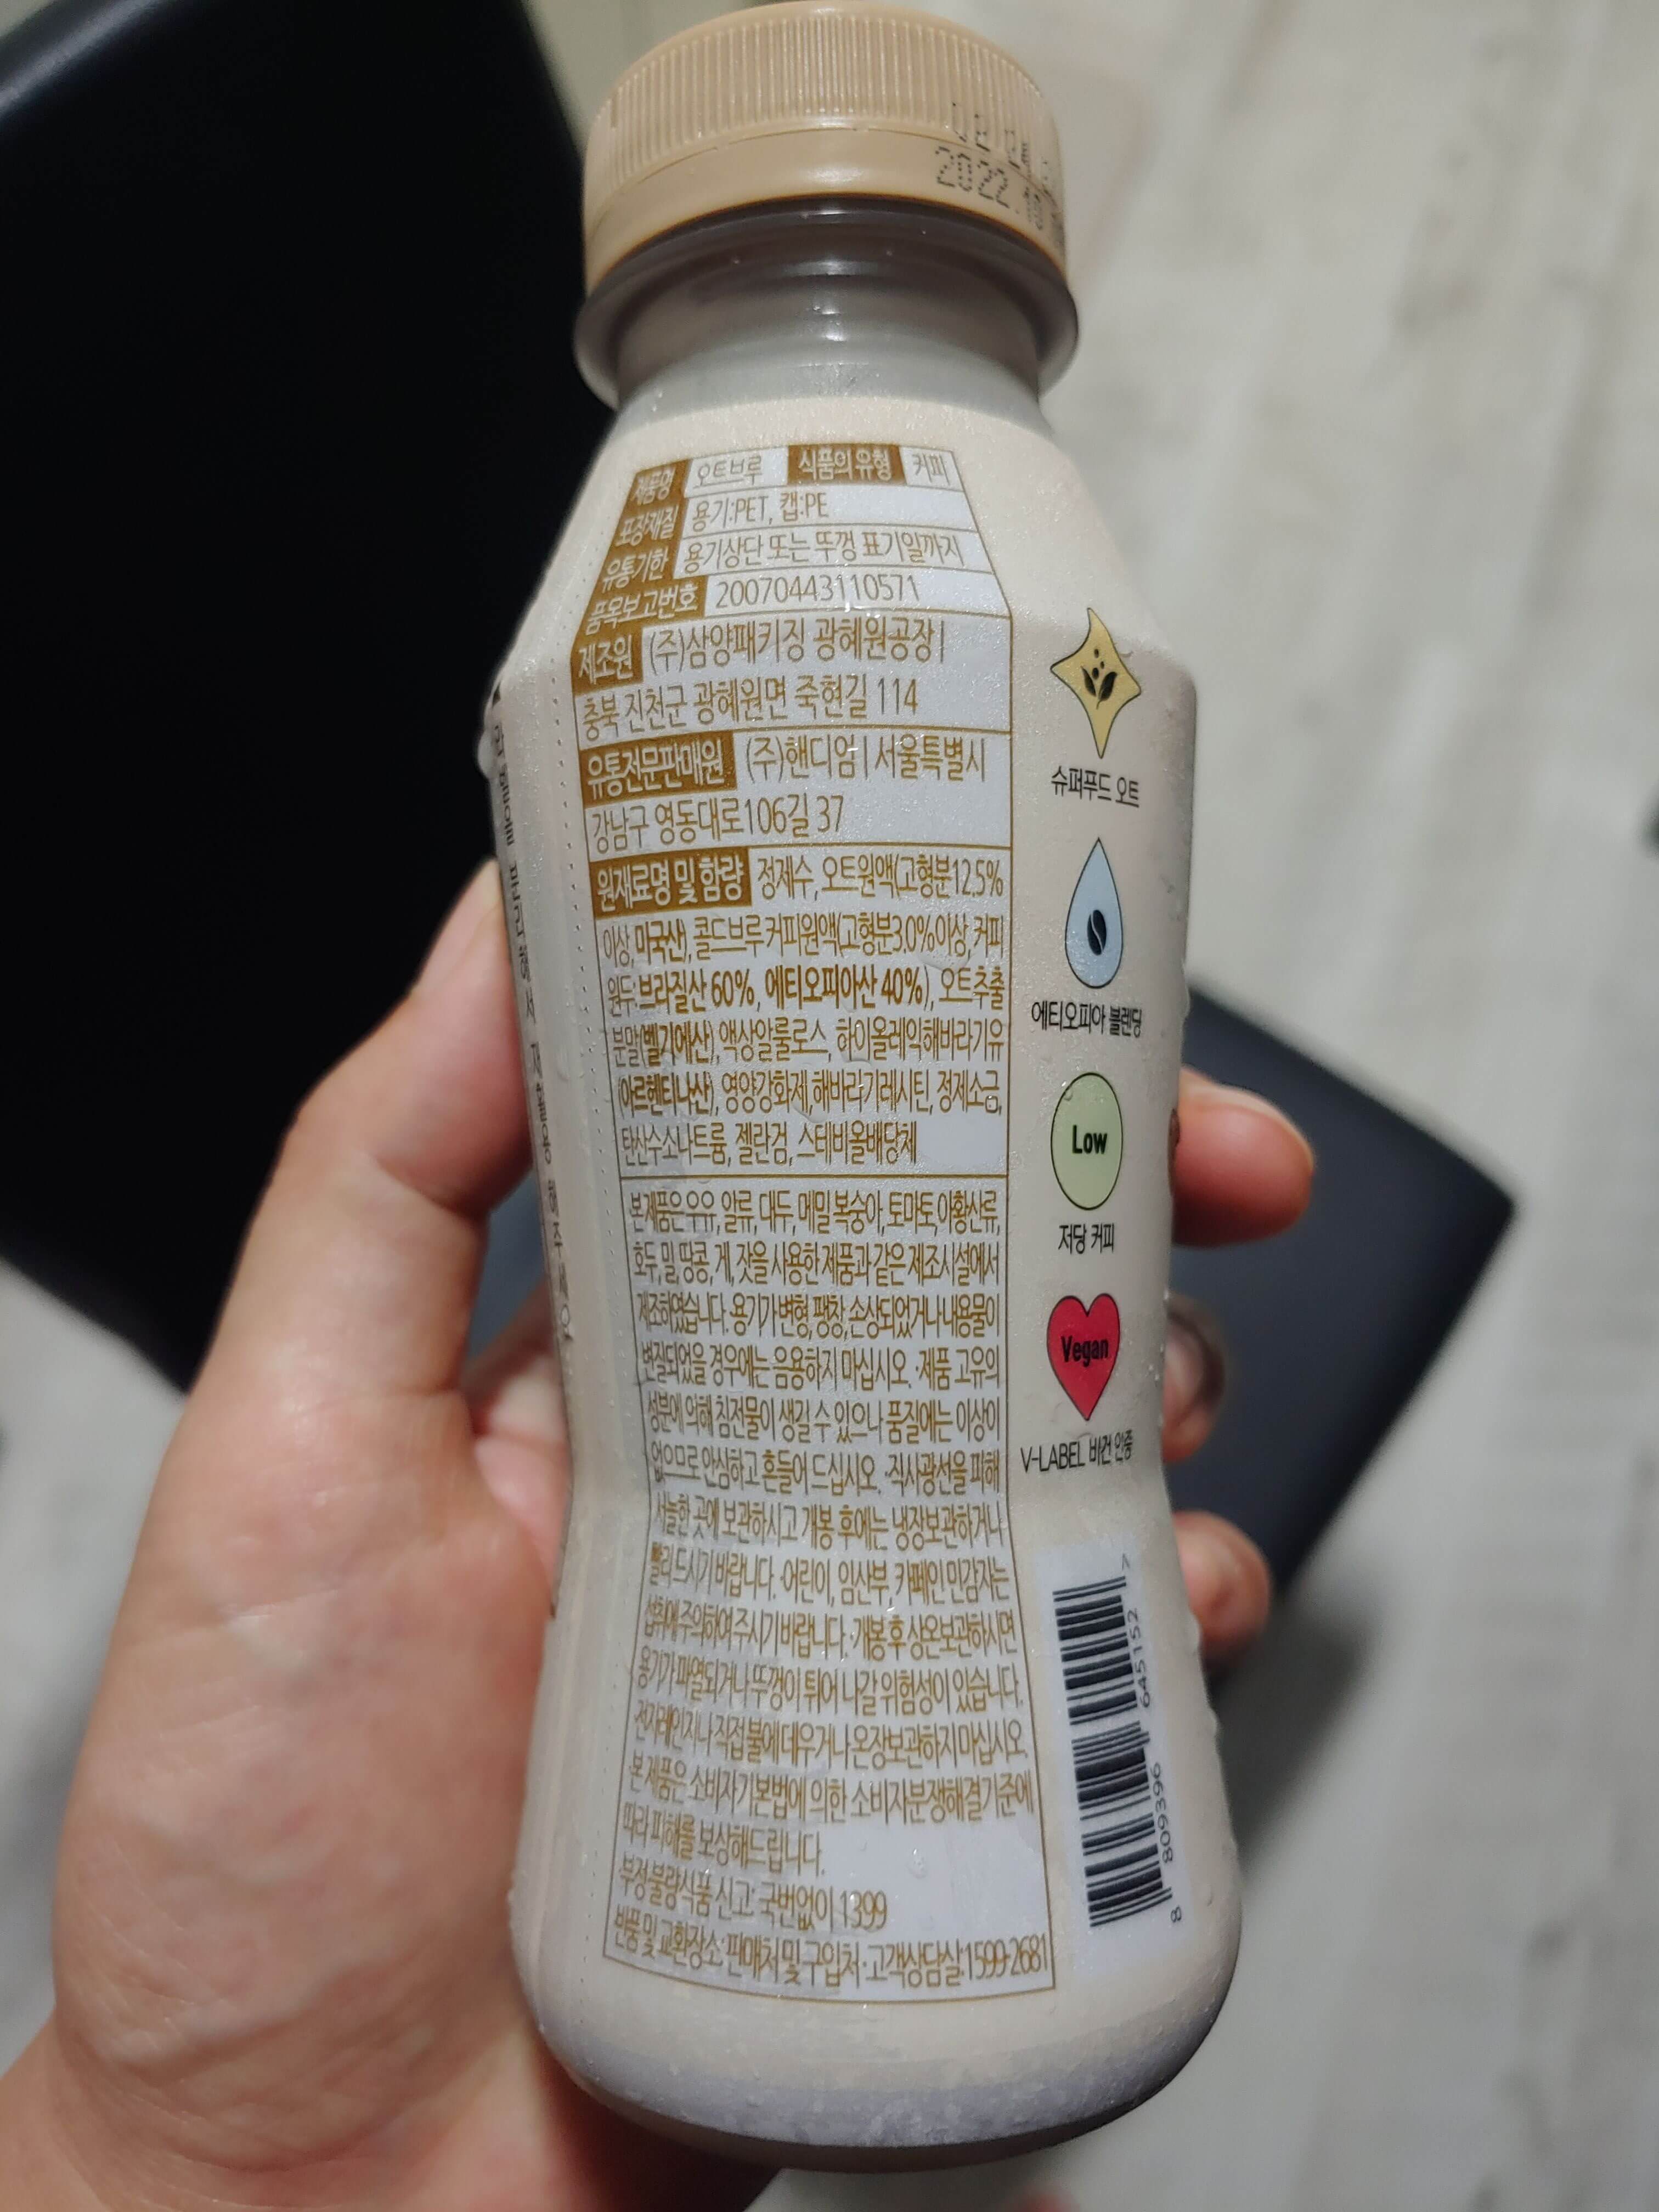 2022.
제품명 오트브루 식품의 유형 커피
포장재질 용기:PET, 캡:PE
유통기한 용기상단 또는 뚜껑 표기일까지
품목보고번호 20070443110571
제조원 (주)삼양패키징 광혜원공장 |
충북 진천군 광혜원면 죽현길 114
유통전문판매원 (주)핸디엄 | 서울특별시
강남구 영동대로106길 37
원재료명 및 함량 정제수, 오트원액(고형분12.5%
이상, 미국산), 콜드브루 커피원액(고형분3.0%이상, 커피
원두:브라질산 60%, 에티오피아산 40%), 오트추출
분말(벨기에산), 액상알룰로스, 하이올레익해바라기유
(아르헨티나산), 영양강화제, 해바라기레시틴, 정제소금,
탄산수소나트륨, 젤란검, 스테비올배당체
·본 제품은 우유, 알류, 대두, 메밀, 복숭아, 토마토, 아황산류,
호두, 밀, 땅콩, 게, 잣을 사용한 제품과 같은 제조시설에서
제조하였습니다. ·용기가 변형, 팽창, 손상되었거나 내용물이
변질되었을 경우에는 음용하지 마십시오. ·제품 고유의
성분에 의해 침전물이 생길 수 있으나 품질에는 이상이
없으므로 안심하고 흔들어 드십시오. ·직사광선을 피해
서늘한 곳에 보관하시고 개봉 후에는 냉장보관하거나
빨리 드시기 바랍니다. ·어린이, 임산부, 카페인 민감자는
섭취에 주의하여 주시기 바랍니다. ·개봉 후 상온보관하시면
용기가 파열되거나 뚜껑이 튀어 나갈 위험성이 있습니다.
전자레인지나 직접 불에 데우거나 온장보관하지 마십시오.
본 제품은 소비자기본법에 의한 소비자분쟁해결기준에
따라 피해를 보상해드립니다.
부정·불량식품 신고: 국번없이 1399
반품 및 교환장소: 판매처 및 구입처 ·고객상담실:1599-2681
슈퍼푸드 오트
에티오피아 블렌딩
Low
저당 커피
Vegan
V-LABEL 비건 인증
8 809396 645152